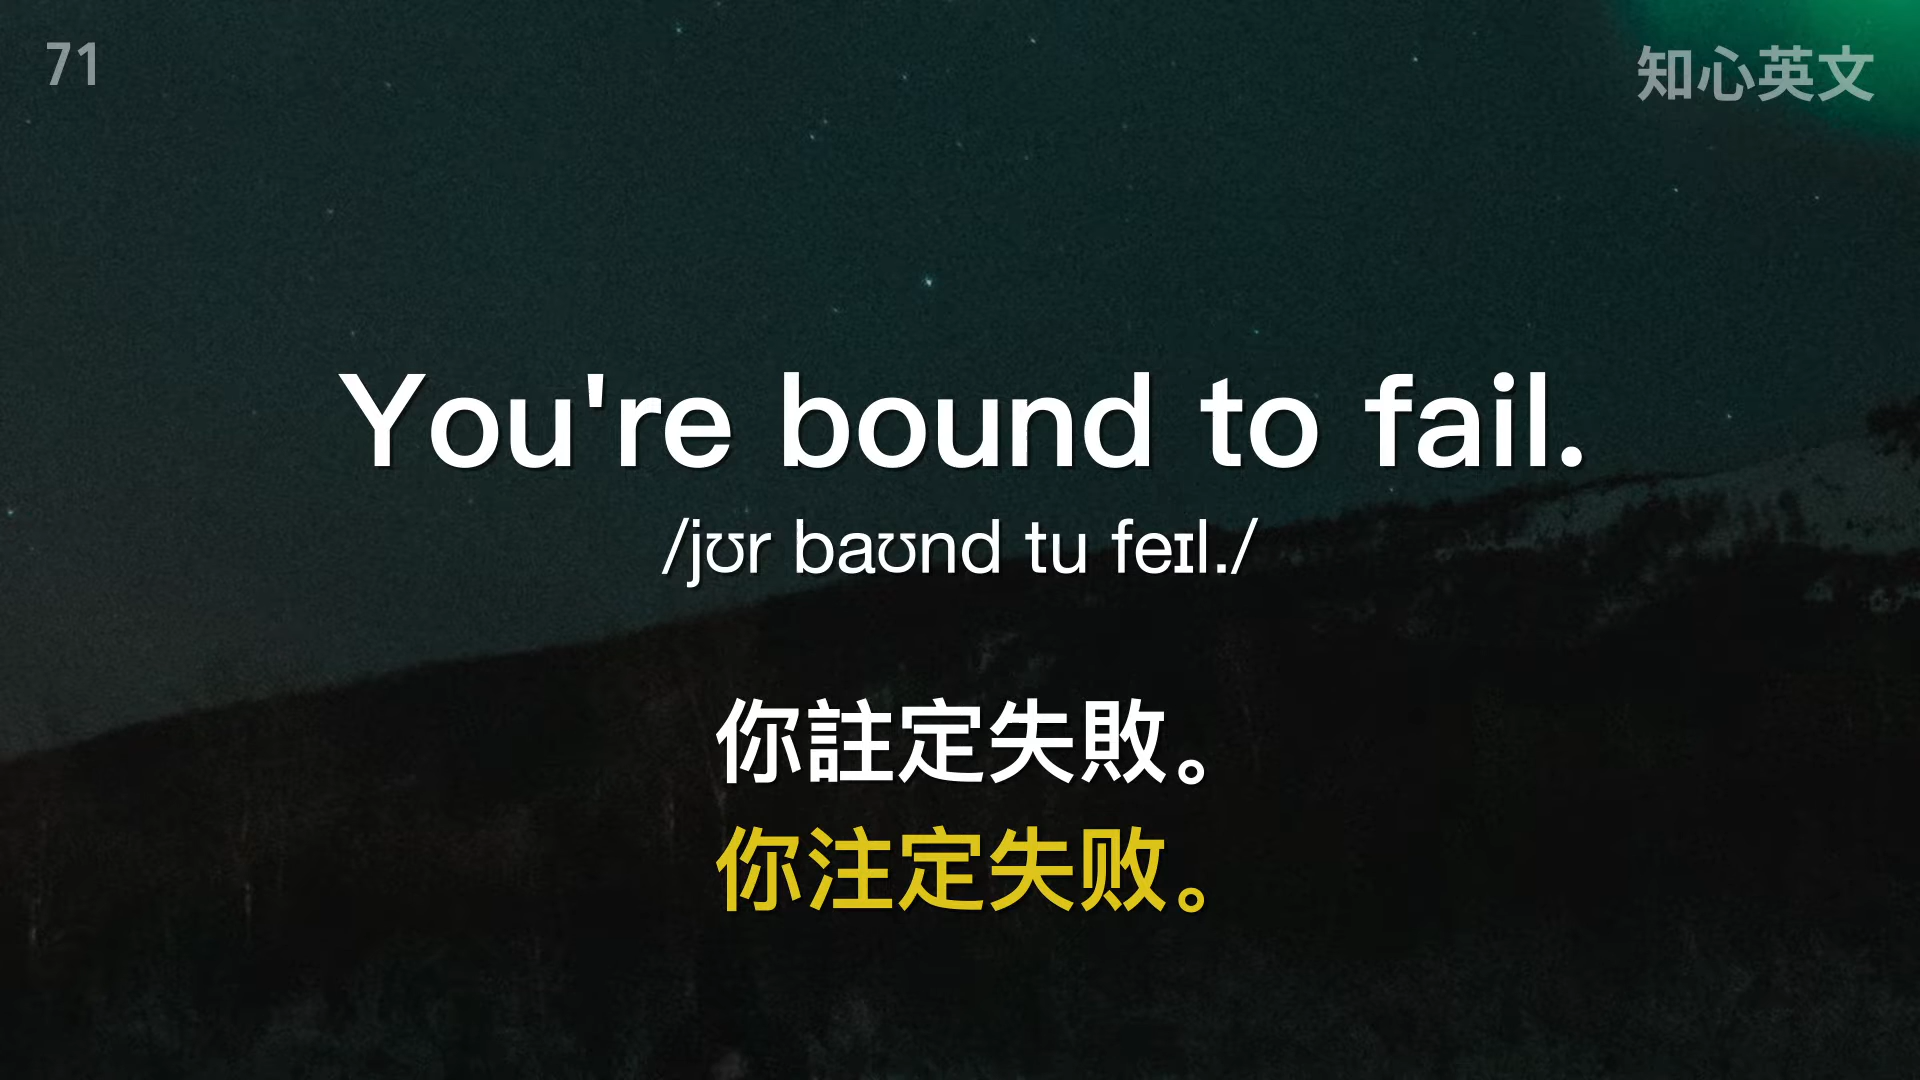 71
知心英文
You're bound to fail.
/jʊr baʊnd tu feɪl./
你註定失敗。
你注定失败。